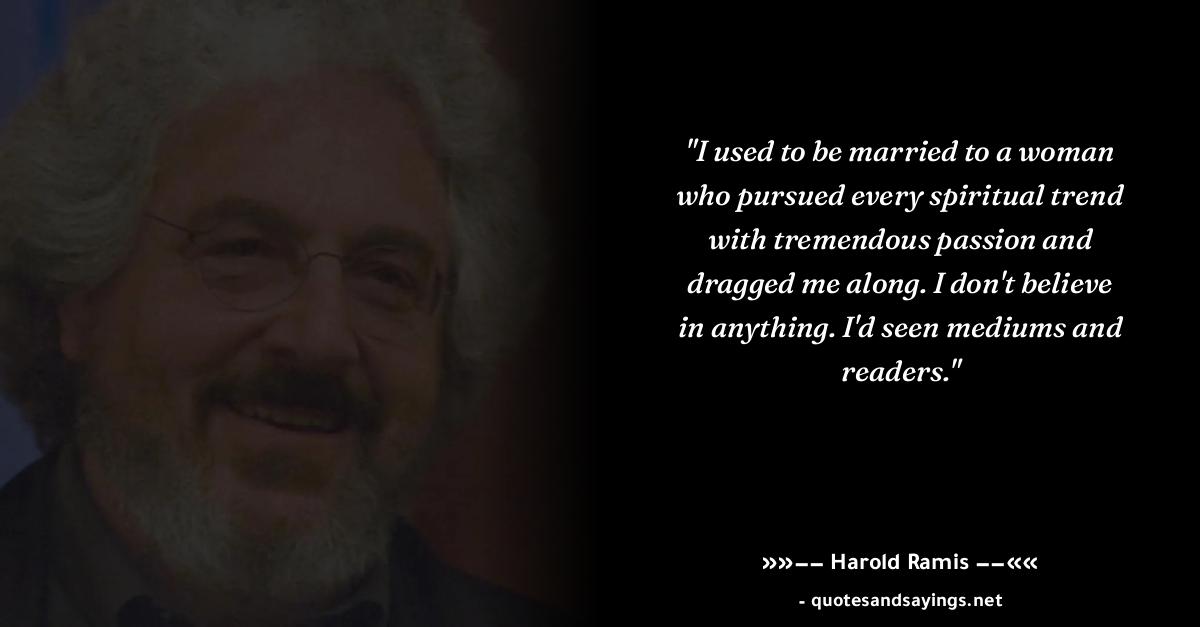 "I used to be married to a woman
who pursued every spiritual trend
with tremendous passion and
dragged me along. I don't believe
in anything. I'd seen mediums and
readers."
»»−− Harold Ramis −−««
- quotesandsayings.net